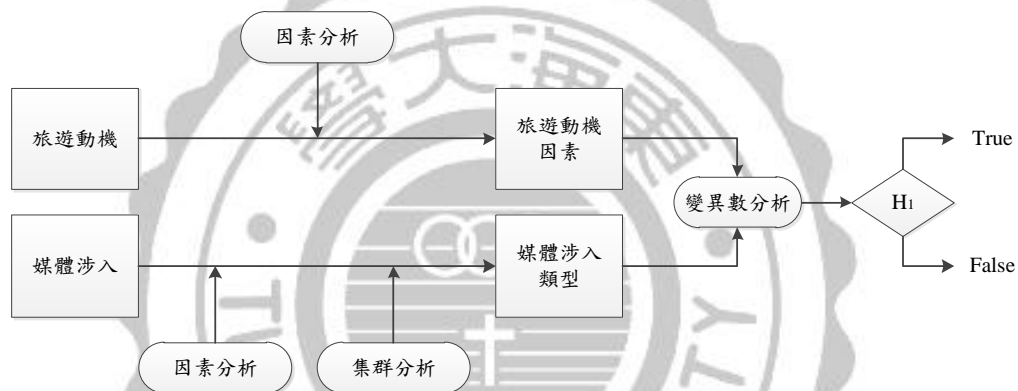 因素分析
旅遊動機
旅遊動機
因素
True
變異數分析
H1
媒體涉入
媒體涉入
類型
False
因素分析
集群分析